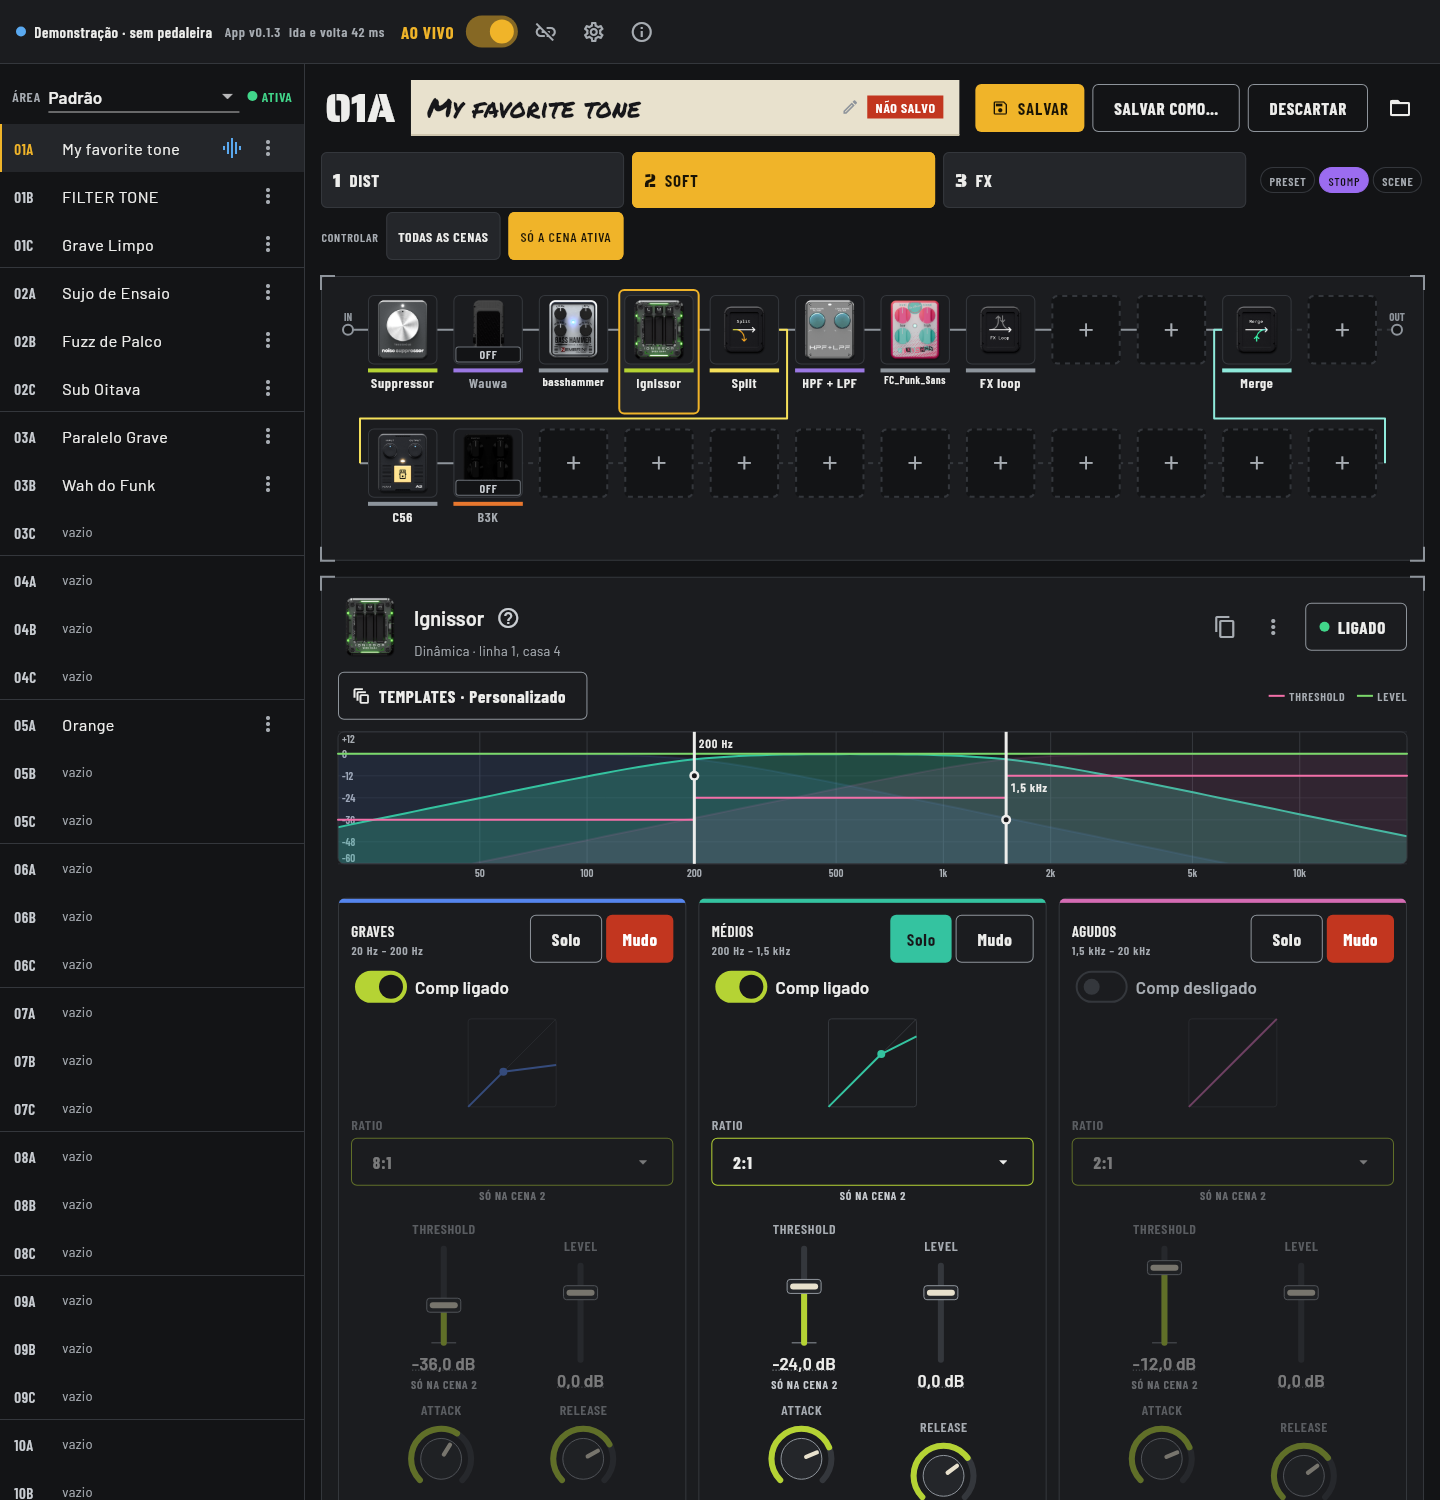 Demonstração · sem pedaleira App v0.1.3 Ida e volta 42 ms AO VIVO
ÁREA Padrão ATIVA
01A My favorite tone
01B FILTER TONE
01C Grave Limpo
02A Sujo de Ensaio
02B Fuzz de Palco
02C Sub Oitava
03A Paralelo Grave
03B Wah do Funk
03C vazio
04A vazio
04B vazio
04C vazio
05A Orange
05B vazio
05C vazio
06A vazio
06B vazio
06C vazio
07A vazio
07B vazio
07C vazio
08A vazio
08B vazio
08C vazio
09A vazio
09B vazio
09C vazio
10A vazio
10B vazio
01A My favorite tone NÃO SALVO SALVAR SALVAR COMO... DESCARTAR
1 DIST 2 SOFT 3 FX PRESET STOMP SCENE
CONTROLAR TODAS AS CENAS SÓ A CENA ATIVA
IN OUT
OFF
Suppressor Wauwa basshammer Ignissor Split HPF + LPF FC_Punk_Sans FX loop Merge
OFF
C56 B3K
Ignissor
Dinâmica · linha 1, casa 4
LIGADO
TEMPLATES · Personalizado THRESHOLD LEVEL
+12
0
-12
-24
-36
-48
-60
200 Hz
1,5 kHz
50 100 200 500 1k 2k 5k 10k
GRAVES
20 Hz – 200 Hz
Solo Mudo
Comp ligado
RATIO
8:1
SÓ NA CENA 2
THRESHOLD LEVEL
-36,0 dB 0,0 dB
SÓ NA CENA 2
ATTACK RELEASE
MÉDIOS
200 Hz – 1,5 kHz
Solo Mudo
Comp ligado
RATIO
2:1
SÓ NA CENA 2
THRESHOLD LEVEL
-24,0 dB 0,0 dB
SÓ NA CENA 2
ATTACK RELEASE
AGUDOS
1,5 kHz – 20 kHz
Solo Mudo
Comp desligado
RATIO
2:1
SÓ NA CENA 2
THRESHOLD LEVEL
-12,0 dB 0,0 dB
SÓ NA CENA 2
ATTACK RELEASE